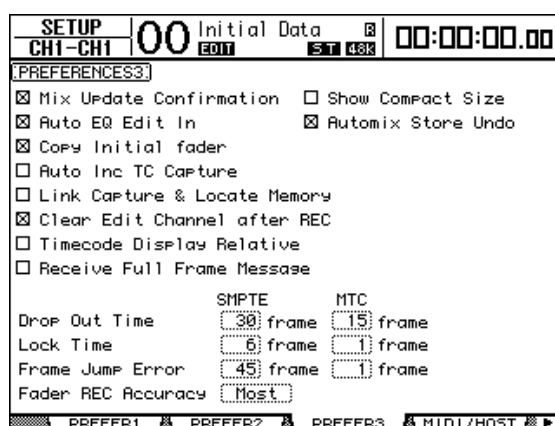 SETUP
CH1-CH1
00
Initial Data R
EDIT ST 48K
00:00:00.00
PREFERENCES3
Mix Update Confirmation
Show Compact Size
Auto EQ Edit In
Automix Store Undo
Copy Initial fader
Auto Inc TC Capture
Link Capture & Locate Memory
Clear Edit Channel after REC
Timecode Display Relative
Receive Full Frame Message
SMPTE MTC
Drop Out Time 30 frame 15 frame
Lock Time 6 frame 1 frame
Frame Jump Error 45 frame 1 frame
Fader REC Accuracy Most
PREFER1 PREFER2 PREFER3 MIDI/HOST